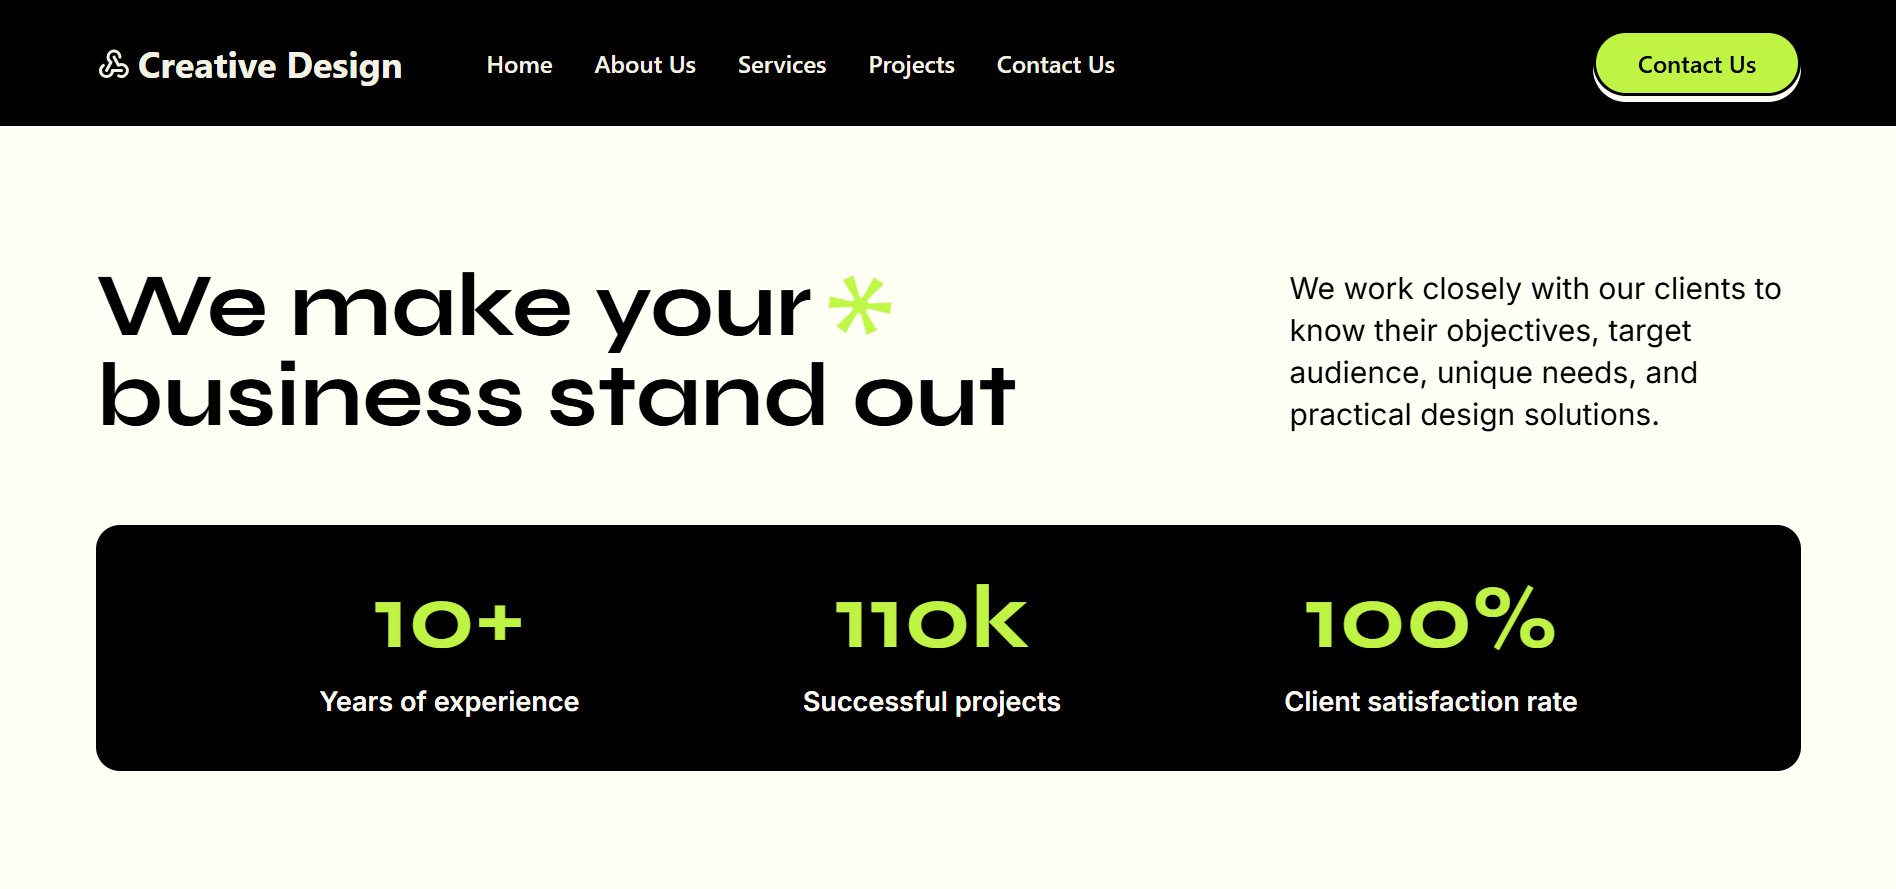 Creative Design
Home About Us Services Projects Contact Us
Contact Us
We make your*
business stand out
We work closely with our clients to
know their objectives, target
audience, unique needs, and
practical design solutions.
10+
Years of experience
110k
Successful projects
100%
Client satisfaction rate